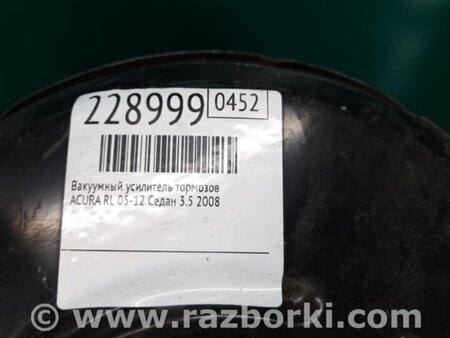 228999 0452
Вакуумный усилитель тормозов
ACURA RL 05-12 Седан 3.5 2008
© www.razborki.com